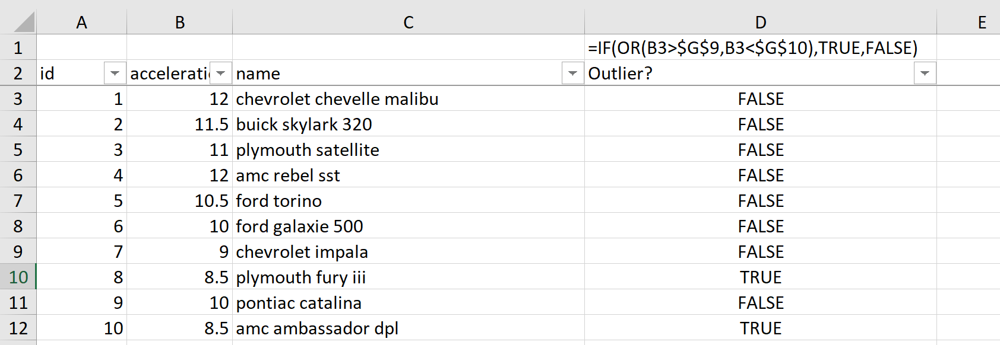 A B C D E
1 =IF(OR(B3>$G$9,B3<$G$10),TRUE,FALSE)
2 id accelerati name Outlier?
3 1 12 chevrolet chevelle malibu FALSE
4 2 11.5 buick skylark 320 FALSE
5 3 11 plymouth satellite FALSE
6 4 12 amc rebel sst FALSE
7 5 10.5 ford torino FALSE
8 6 10 ford galaxie 500 FALSE
9 7 9 chevrolet impala FALSE
10 8 8.5 plymouth fury iii TRUE
11 9 10 pontiac catalina FALSE
12 10 8.5 amc ambassador dpl TRUE